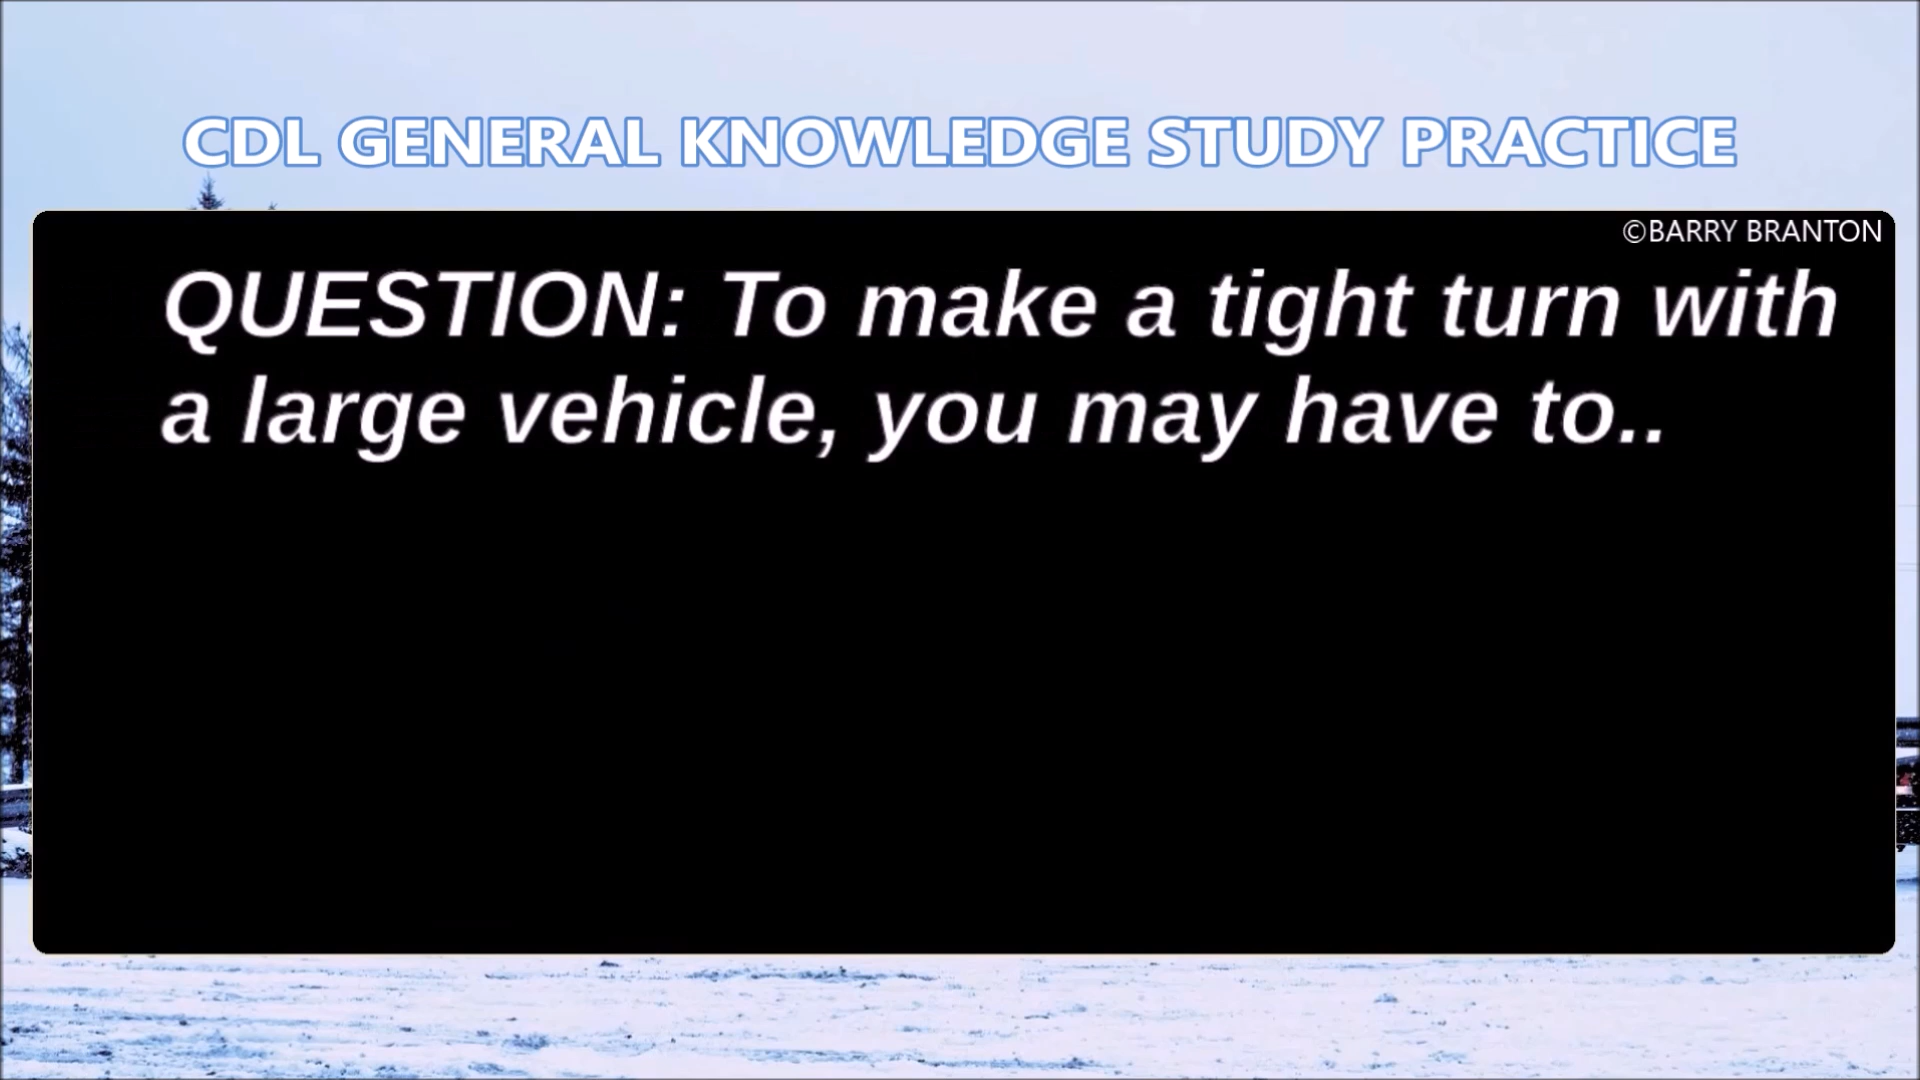 CDL GENERAL KNOWLEDGE STUDY PRACTICE
©BARRY BRANTON
QUESTION: To make a tight turn with
a large vehicle, you may have to..